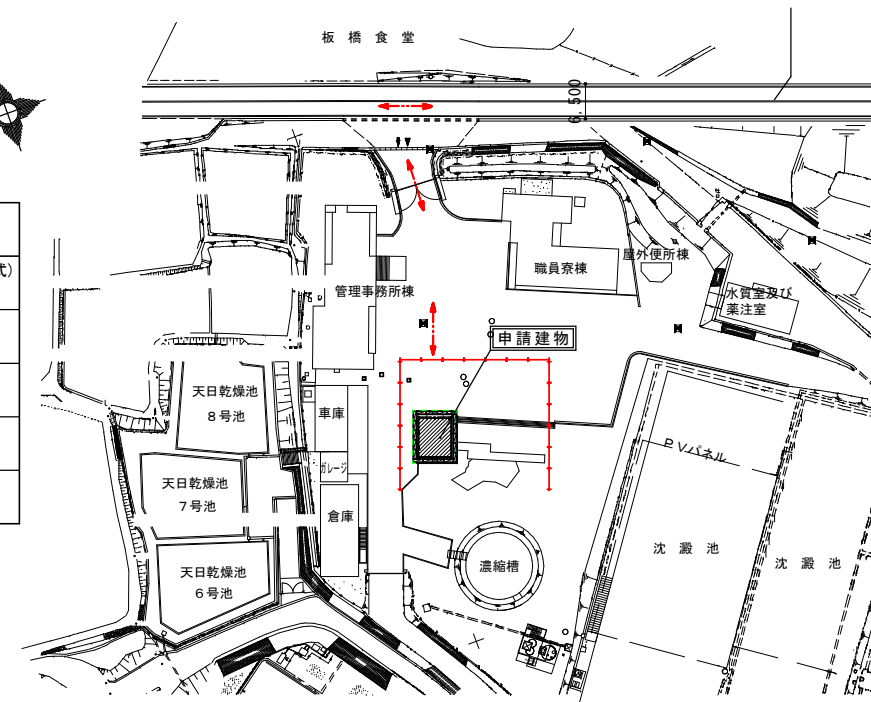 板橋食堂
6,500
式)
職員寮棟
屋外便所棟
管理事務所棟
水質室及び
薬注室
申請建物
天日乾燥池
8号池
車庫
PVパネル
ガレージ
天日乾燥池
7号池
倉庫
沈澱池
沈澱池
濃縮槽
天日乾燥池
6号池